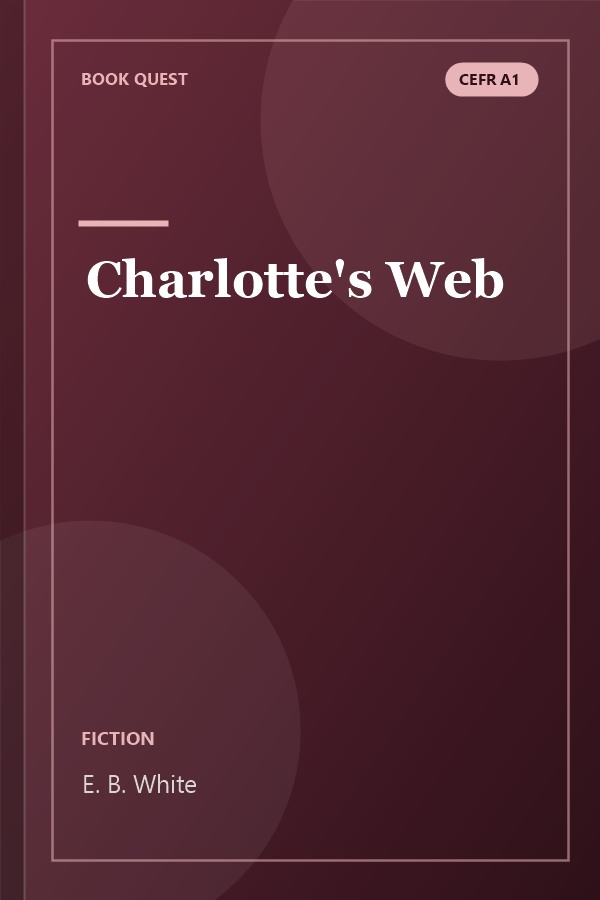 BOOK QUEST
CEFR A1
Charlotte's Web
FICTION
E. B. White